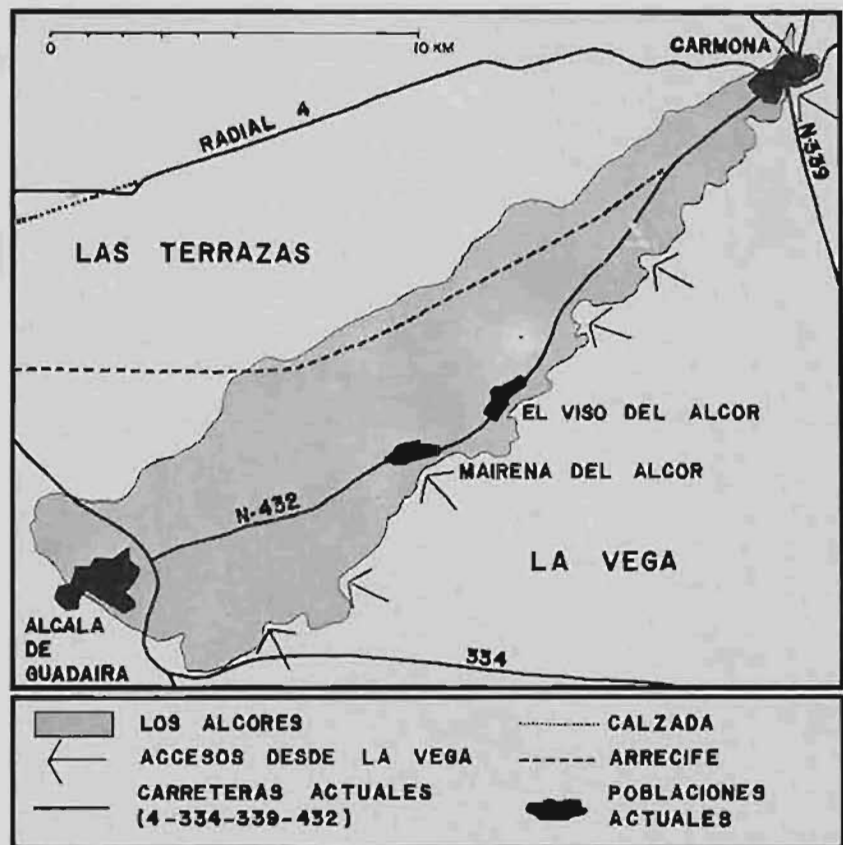 0
10 KM
CARMONA
RADIAL 4
N-339
LAS TERRAZAS
EL VISO DEL ALCOR
MAIRENA DEL ALCOR
N-432
LA VEGA
ALCALA
DE
GUADAIRA
334
LOS ALCORES
ACCESOS DESDE LA VEGA
CARRETERAS ACTUALES
(4-334-339-432)
CALZADA
ARRECIFE
POBLACIONES
ACTUALES